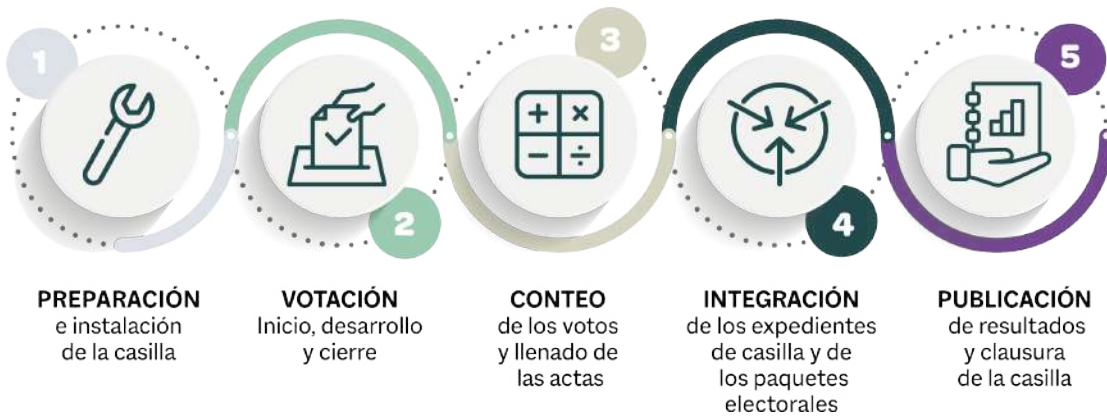 1
PREPARACIÓN
e instalación
de la casilla
2
VOTACIÓN
Inicio, desarrollo
y cierre
3
CONTEO
de los votos
y llenado de
las actas
4
INTEGRACIÓN
de los expedientes
de casilla y de
los paquetes
electorales
5
PUBLICACIÓN
de resultados
y clausura
de la casilla